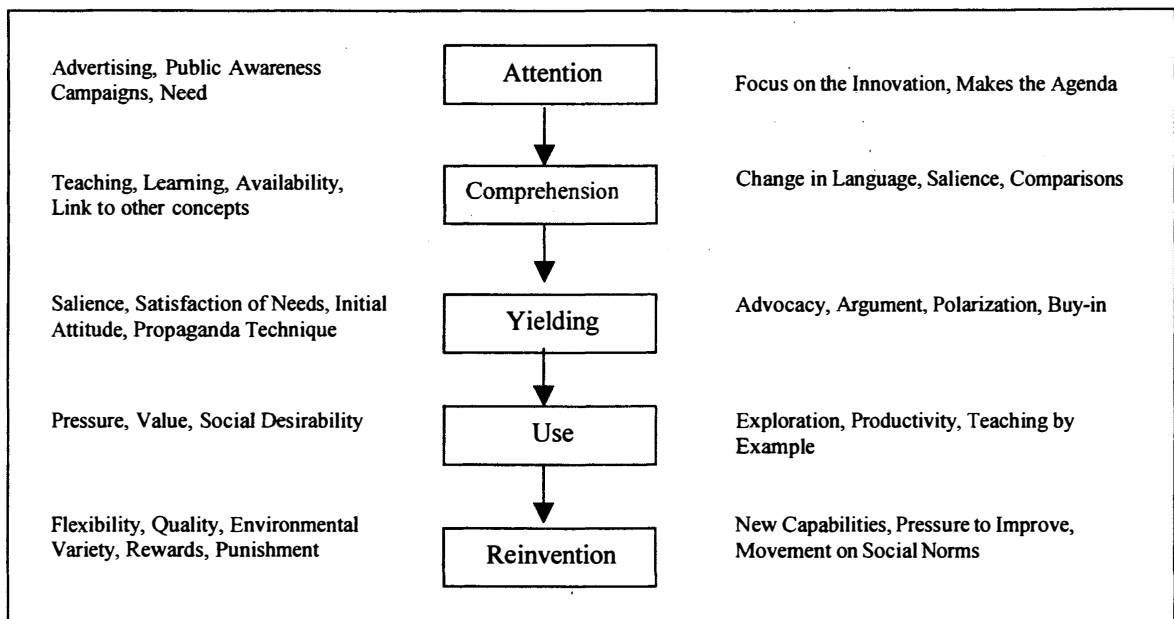 Advertising, Public Awareness
Campaigns, Need
Attention
Focus on the Innovation, Makes the Agenda
Teaching, Learning, Availability,
Link to other concepts
Comprehension
Change in Language, Salience, Comparisons
Salience, Satisfaction of Needs, Initial
Attitude, Propaganda Technique
Yielding
Advocacy, Argument, Polarization, Buy-in
Pressure, Value, Social Desirability
Use
Exploration, Productivity, Teaching by
Example
Flexibility, Quality, Environmental
Variety, Rewards, Punishment
Reinvention
New Capabilities, Pressure to Improve,
Movement on Social Norms